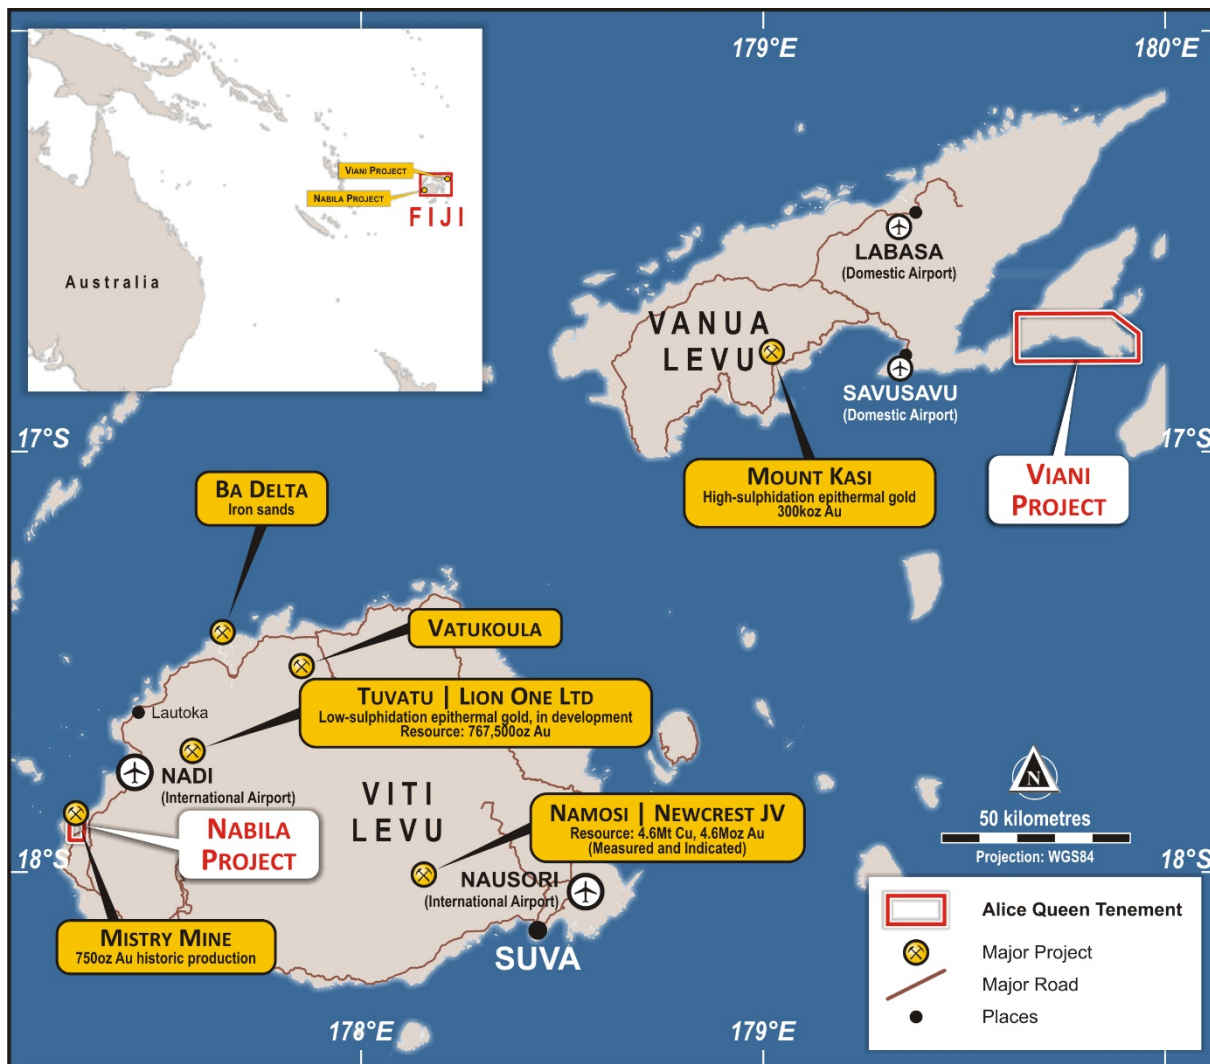 179°E
180°E
VIANI PROJECT
NABILA PROJECT
FIJI
Australia
LABASA
(Domestic Airport)
VANUA
LEVU
SAVUSAVU
(Domestic Airport)
17°S
17°S
MOUNT KASI
High-sulphidation epithermal gold
300koz Au
VIANI
PROJECT
BA DELTA
Iron sands
VATUKOULA
TUVATU | LION ONE LTD
Low-sulphidation epithermal gold, in development
Resource: 767,500oz Au
Lautoka
NADI
(International Airport)
VITI
LEVU
NABILA
PROJECT
NAMOSI | NEWCREST JV
Resource: 4.6Mt Cu, 4.6Moz Au
(Measured and Indicated)
N
50 kilometres
Projection: WGS84
18°S
18°S
NAUSORI
(International Airport)
MISTRY MINE
750oz Au historic production
SUVA
178°E
179°E
Alice Queen Tenement
Major Project
Major Road
Places